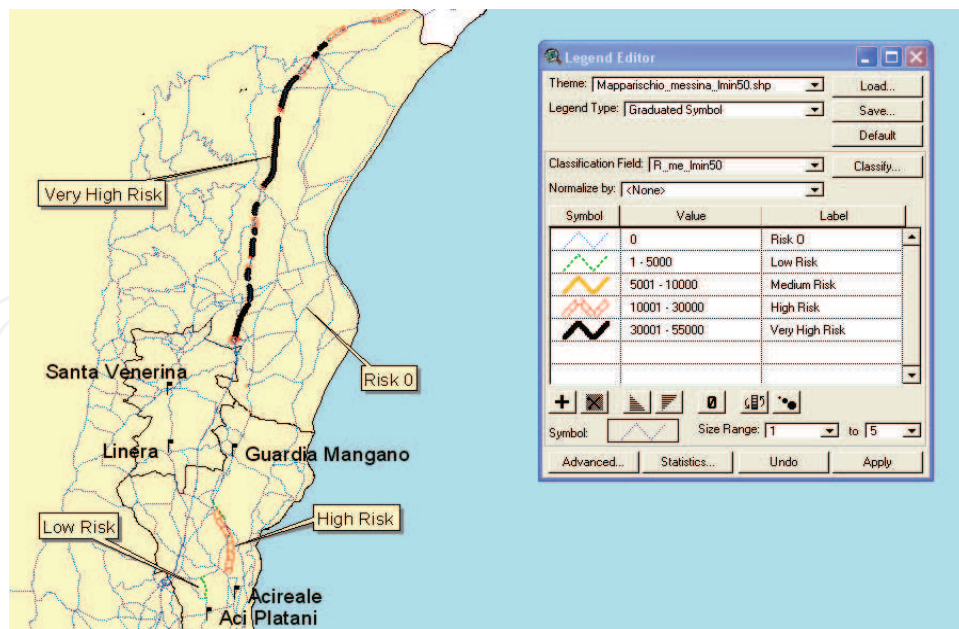 Very High Risk
Santa Venerina
Risk 0
Linera
Guardia Mangano
Low Risk
High Risk
Acireale
Aci Platani
Legend Editor
Theme: Mapparischio_messina_lmin50.shp
Load...
Legend Type: Graduated Symbol
Save...
Default
Classification Field: R_me_lmin50
Classify...
Normalize by: <None>
Symbol Value Label
0 Risk 0
1 - 5000 Low Risk
5001 - 10000 Medium Risk
10001 - 30000 High Risk
30001 - 55000 Very High Risk
Symbol: Size Range: 1 to 5
Advanced... Statistics... Undo Apply